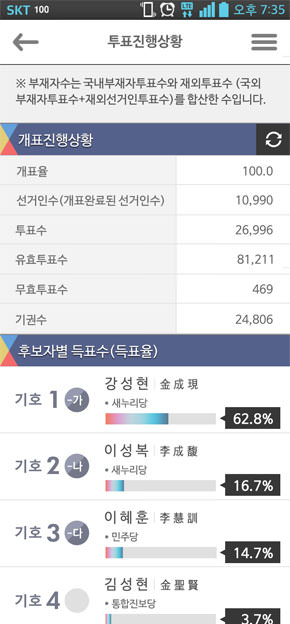 SKT 100 오후 7:35
투표진행상황
※ 부재자수는 국내부재자투표수와 재외투표수 (국외
부재자투표수+재외선거인투표수)를 합산한 수입니다.
개표진행상황
개표율 100.0
선거인수(개표완료된 선거인수) 10,990
투표수 26,996
유효투표수 81,211
무효투표수 469
기권수 24,806
후보자별 득표수(득표율)
기호 1 -가 강성현 金成現
• 새누리당
62.8%
기호 2 -나 이성복 李成馥
• 새누리당
16.7%
기호 3 -다 이혜훈 李慧訓
• 민주당
14.7%
기호 4 김성현 金聖賢
• 통합진보당
3.7%